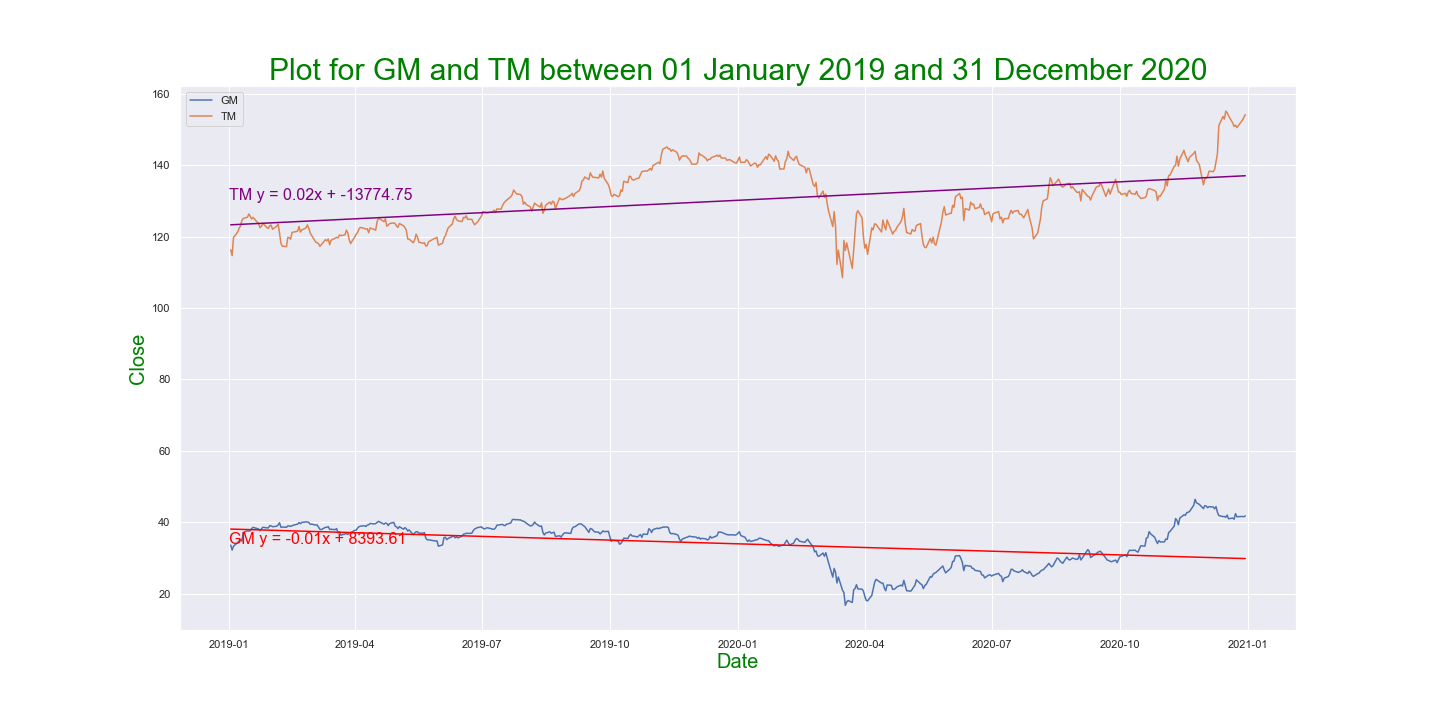 Plot for GM and TM between 01 January 2019 and 31 December 2020
GM
TM
160
140
120
100
80
60
40
20
Close
TM y = 0.02x + -13774.75
GM y = -0.01x + 8393.61
2019-01
2019-04
2019-07
2019-10
2020-01
2020-04
2020-07
2020-10
2021-01
Date